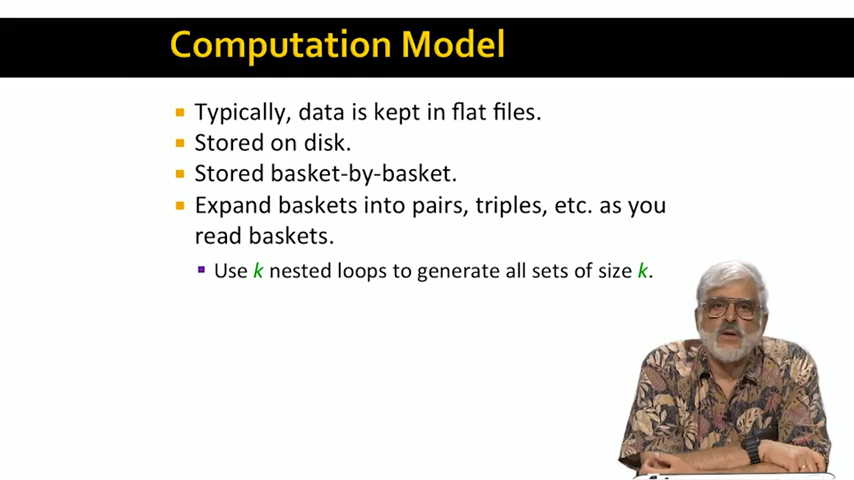 Computation Model
Typically, data is kept in flat files.
Stored on disk.
Stored basket-by-basket.
Expand baskets into pairs, triples, etc. as you
read baskets.
Use k nested loops to generate all sets of size k.